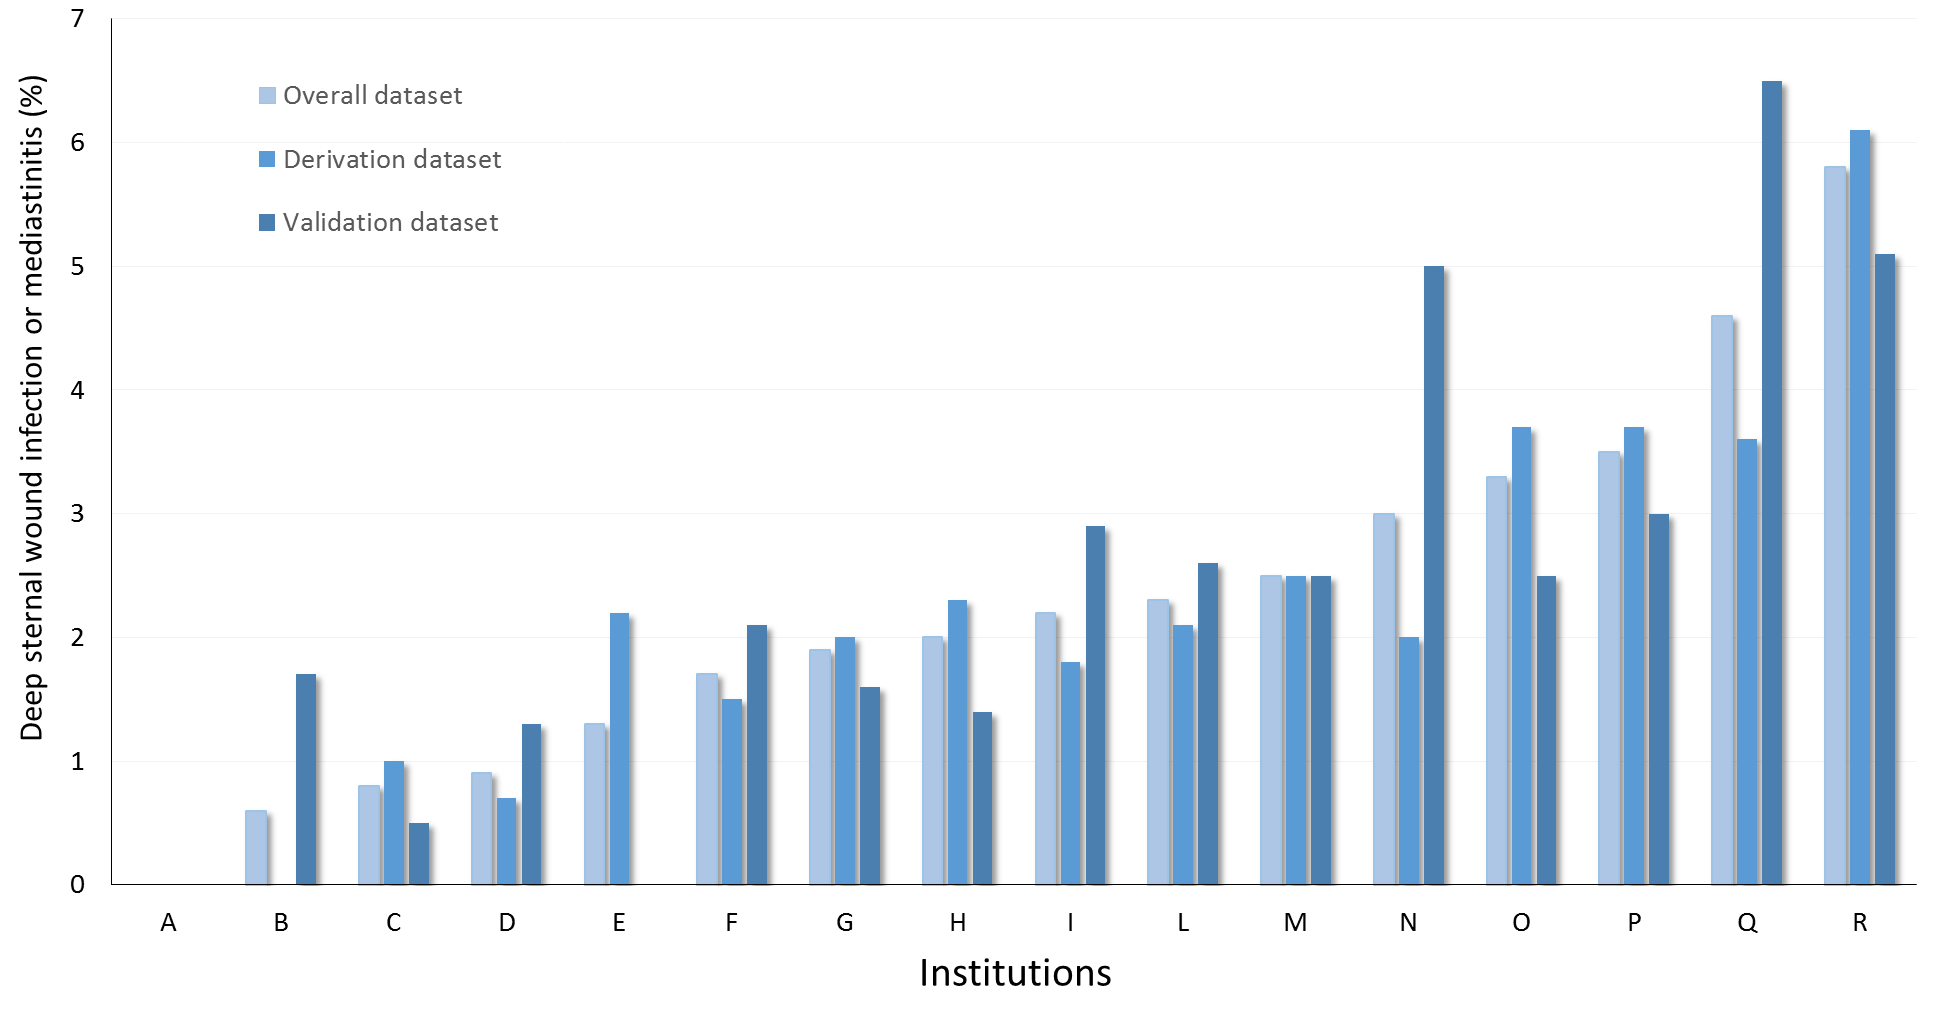 Deep sternal wound infection or mediastinitis (%)
7
6
5
4
3
2
1
0
Overall dataset
Derivation dataset
Validation dataset
A B C D E F G H I L M N O P Q R
Institutions